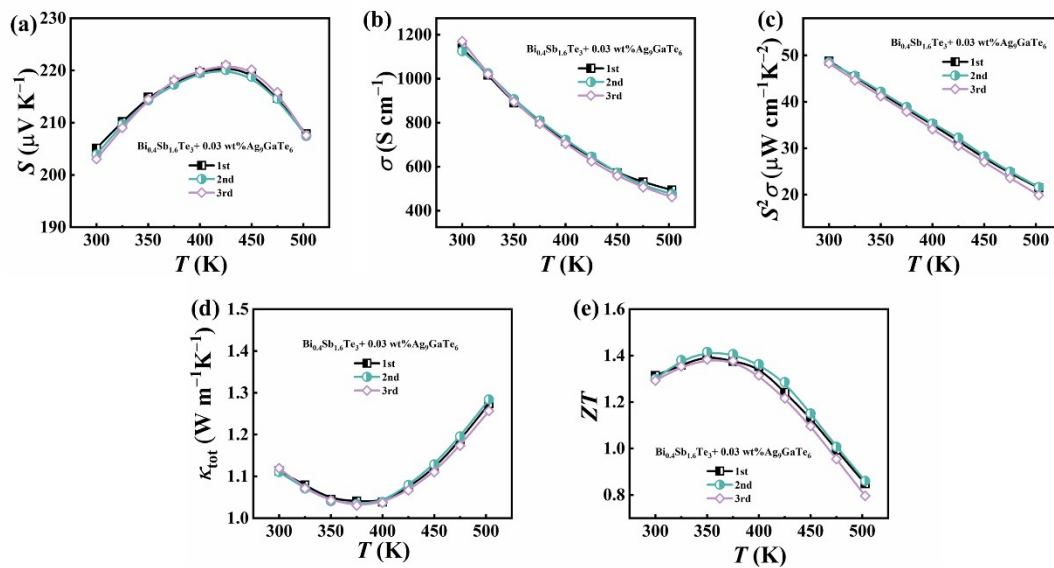 (a)
230
220
210
200
190
S (μV K⁻¹)
Bi₀.₄Sb₁.₆Te₃+ 0.03 wt%Ag₉GaTe₆
1st
2nd
3rd
300 350 400 450 500
T (K)
(b)
1200
1000
800
600
400
σ (S cm⁻¹)
Bi₀.₄Sb₁.₆Te₃+ 0.03 wt%Ag₉GaTe₆
1st
2nd
3rd
300 350 400 450 500
T (K)
(c)
50
40
30
20
S²σ (μW cm⁻¹K⁻²)
Bi₀.₄Sb₁.₆Te₃+ 0.03 wt%Ag₉GaTe₆
1st
2nd
3rd
300 350 400 450 500
T (K)
(d)
1.5
1.4
1.3
1.2
1.1
1.0
κtot (W m⁻¹K⁻¹)
Bi₀.₄Sb₁.₆Te₃+ 0.03 wt%Ag₉GaTe₆
1st
2nd
3rd
300 350 400 450 500
T (K)
(e)
1.6
1.4
1.2
1.0
0.8
ZT
Bi₀.₄Sb₁.₆Te₃+ 0.03 wt%Ag₉GaTe₆
1st
2nd
3rd
300 350 400 450 500
T (K)